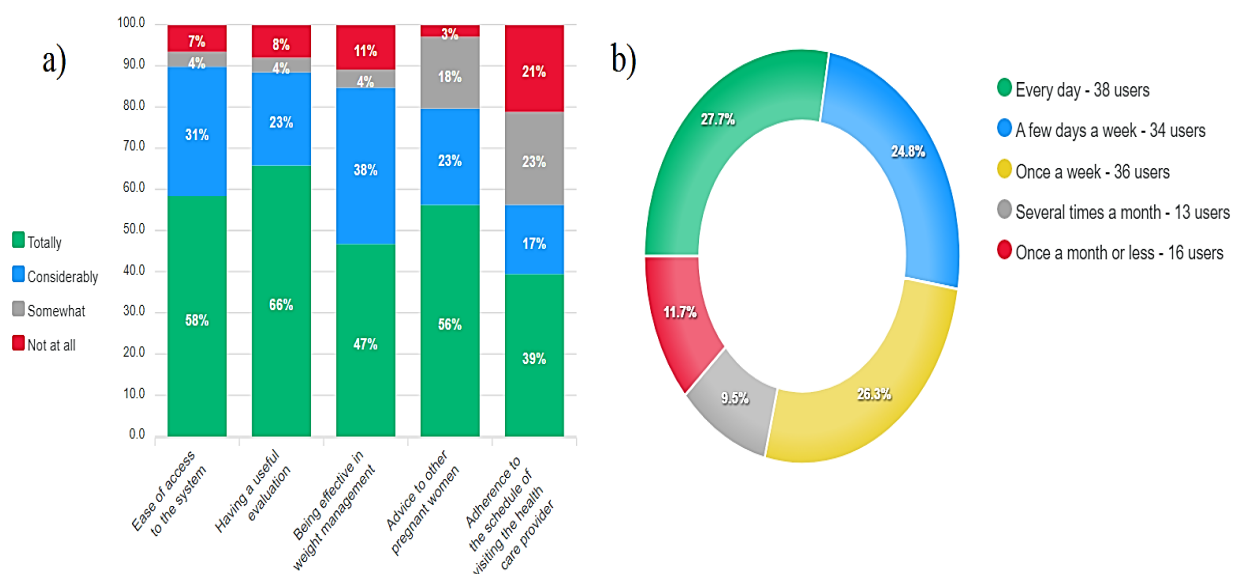 a)
100.0
90.0
80.0
70.0
60.0
50.0
40.0
30.0
20.0
10.0
0.0
Totally
Considerably
Somewhat
Not at all
7%
4%
31%
58%
8%
4%
23%
66%
11%
4%
38%
47%
3%
18%
23%
56%
21%
23%
17%
39%
Ease of access
to the system
Having a useful
evaluation
Being effective in
weight management
Advice to other
pregnant women
Adherence to
the schedule of
visiting the health
care provider
b)
27.7%
24.8%
26.3%
9.5%
11.7%
Every day - 38 users
A few days a week - 34 users
Once a week - 36 users
Several times a month - 13 users
Once a month or less - 16 users